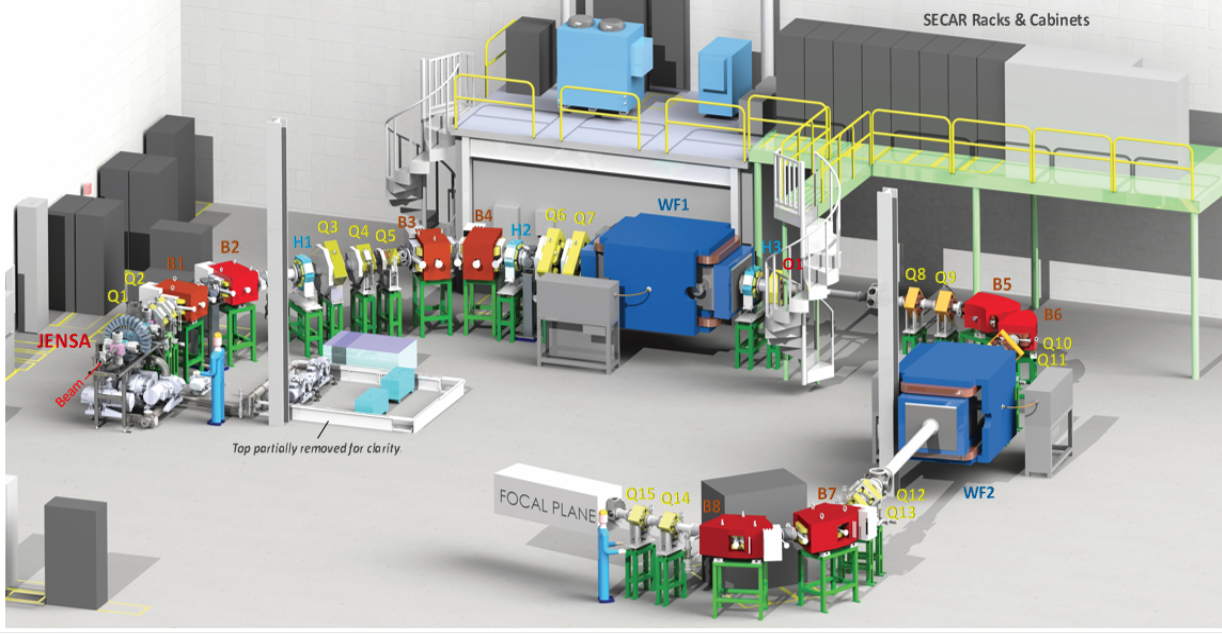 SECAR Racks & Cabinets
WF1
Q6
Q7
B4
H2
B3
Q3
Q4
Q5
H1
B2
B1
Q2
Q1
H3
O1
JENSA
Beam
Q8
Q9
B5
B6
Q10
Q11
Top partially removed for clarity
FOCAL PLANE
Q15
Q14
B8
B7
Q12
Q13
WF2